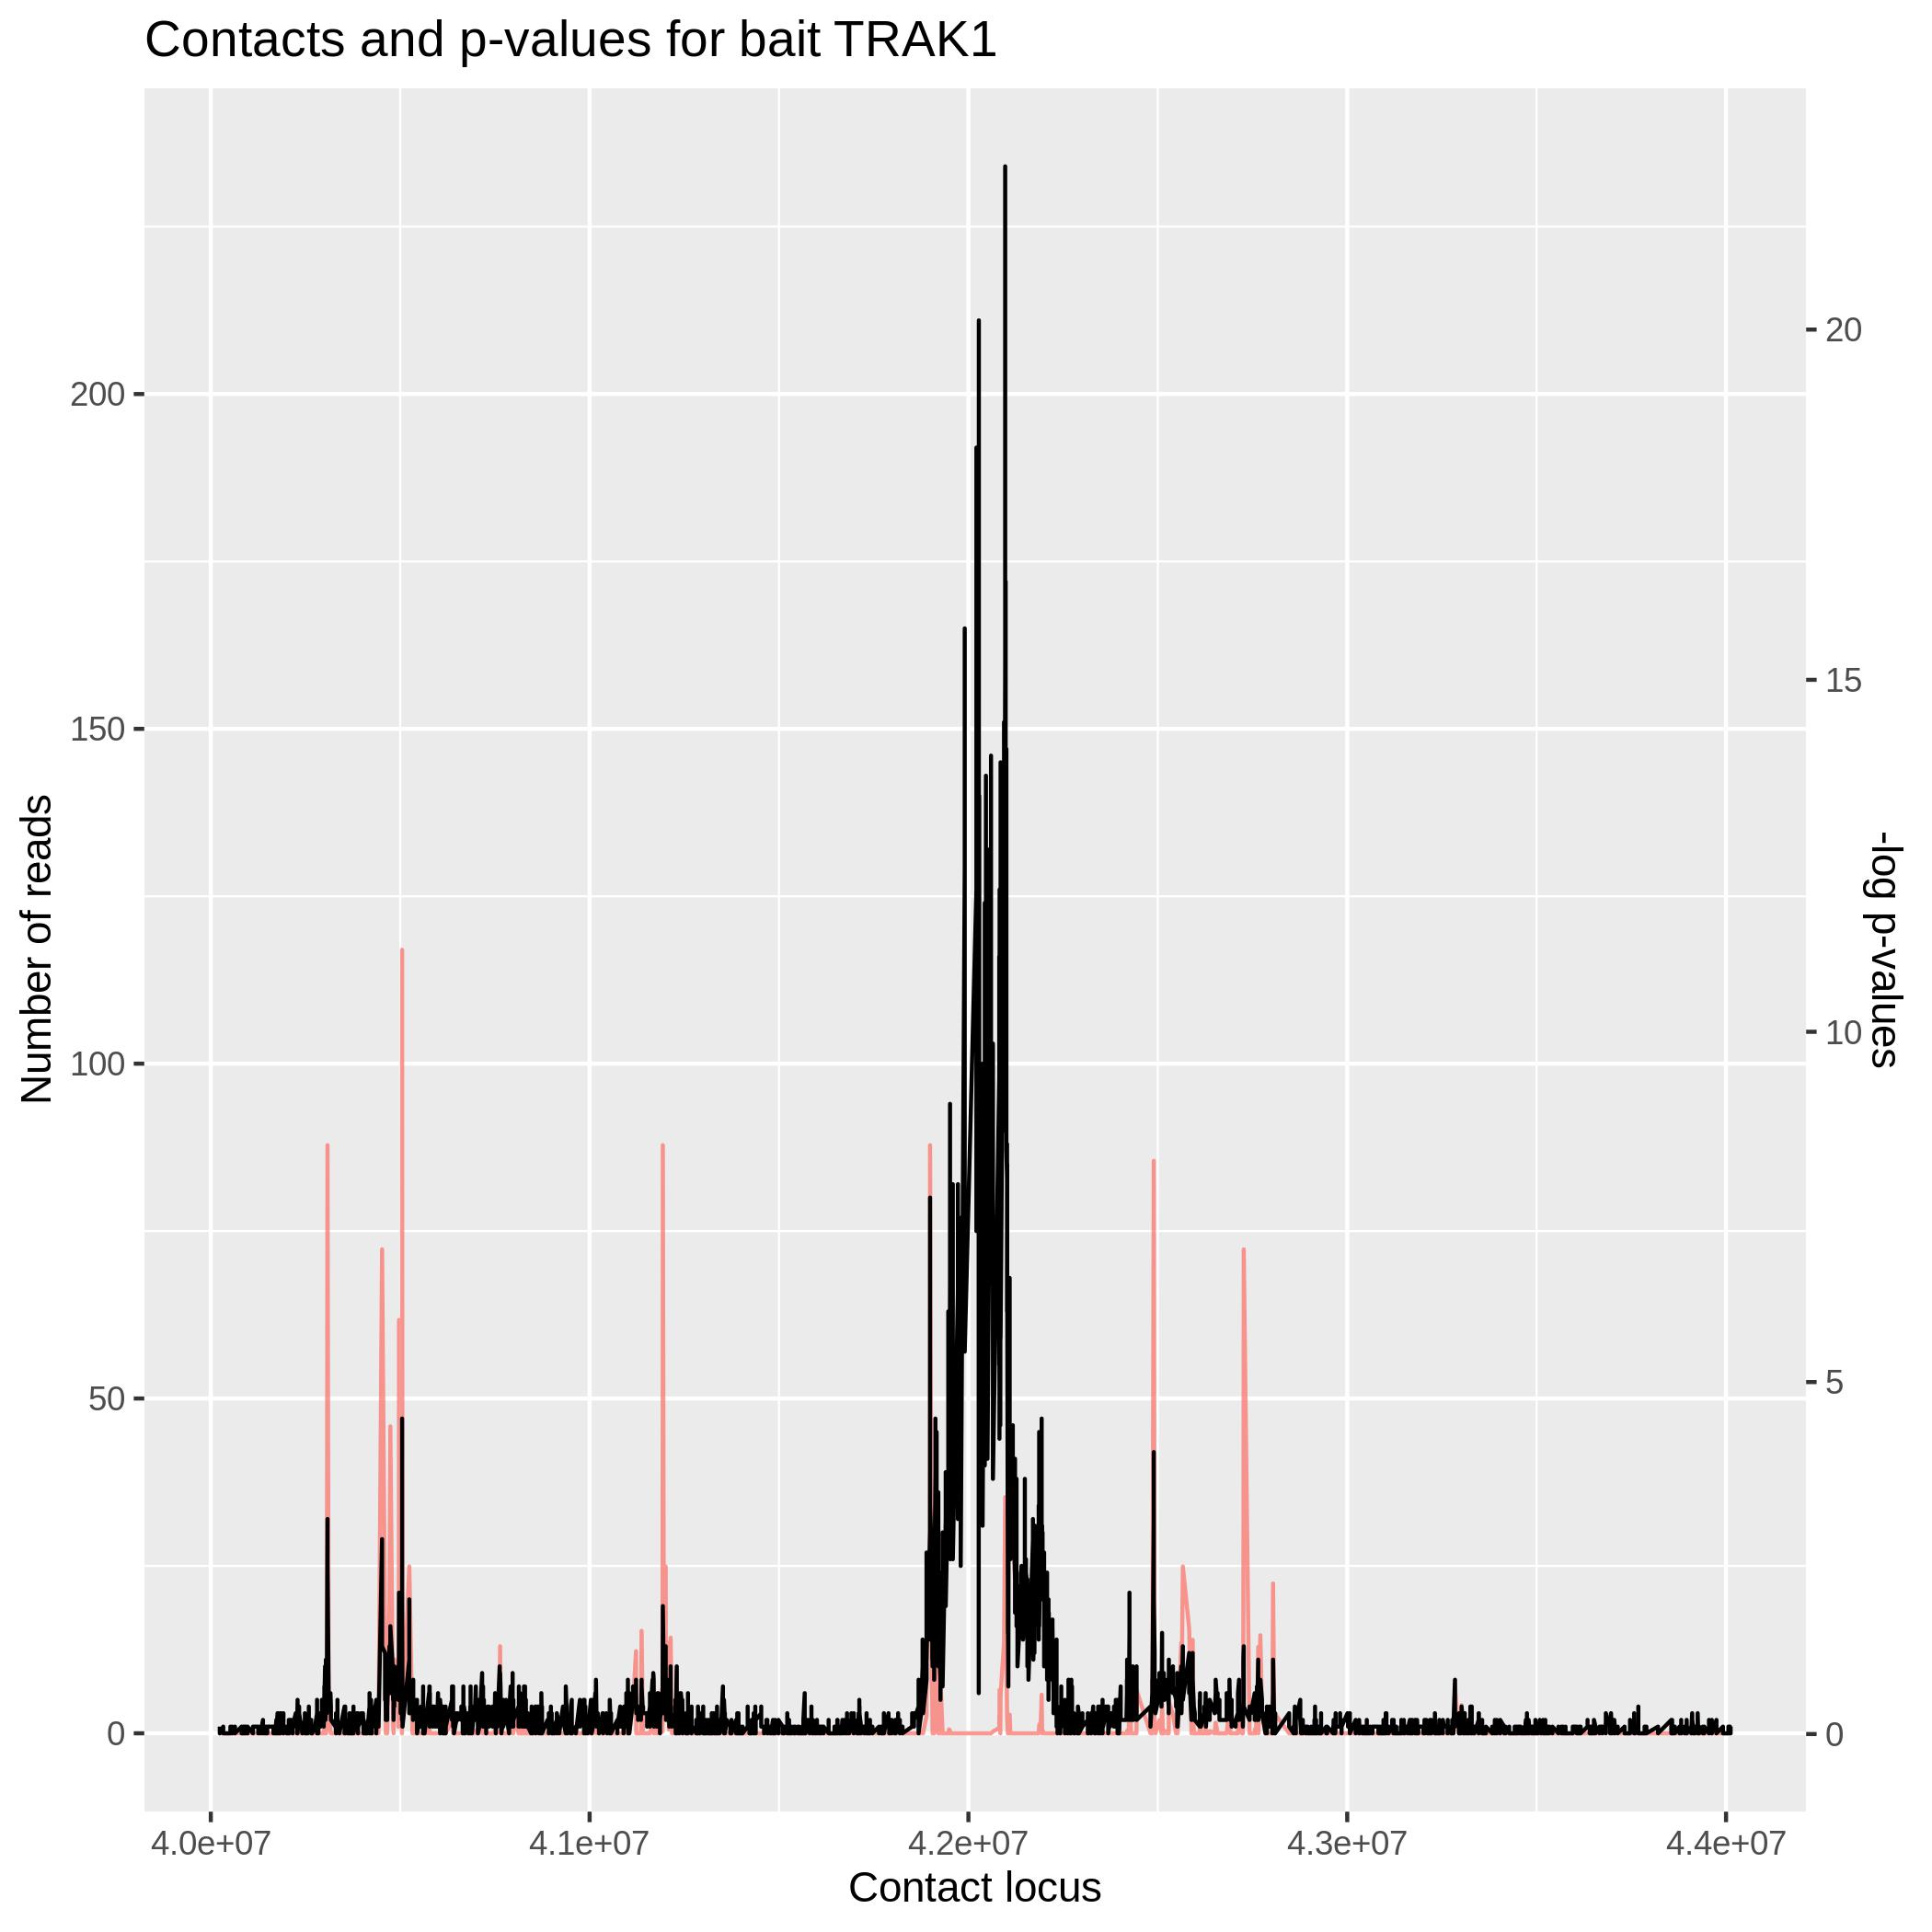 Contacts and p-values for bait TRAK1
Number of reads
200
150
100
50
0
20
15
10
5
0
-log p-values
4.0e+07 4.1e+07 4.2e+07 4.3e+07 4.4e+07
Contact locus